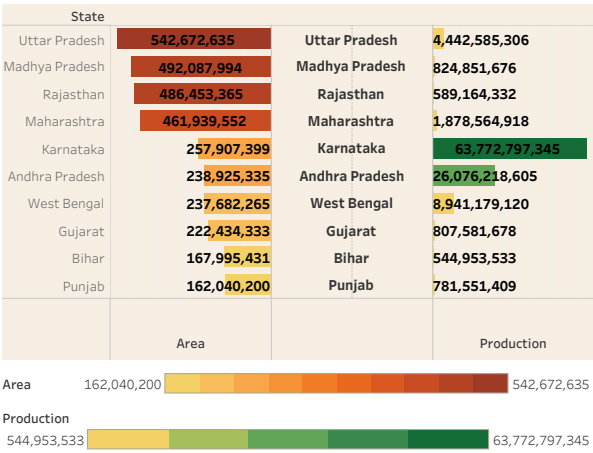 State
Uttar Pradesh 542,672,635 Uttar Pradesh 4,442,585,306
Madhya Pradesh 492,087,994 Madhya Pradesh 824,851,676
Rajasthan 486,453,365 Rajasthan 589,164,332
Maharashtra 461,939,552 Maharashtra 1,878,564,918
Karnataka 257,907,399 Karnataka 63,772,797,345
Andhra Pradesh 238,925,335 Andhra Pradesh 26,076,218,605
West Bengal 237,682,265 West Bengal 8,941,179,120
Gujarat 222,434,333 Gujarat 807,581,678
Bihar 167,995,431 Bihar 544,953,533
Punjab 162,040,200 Punjab 781,551,409
Area Production
Area 162,040,200 542,672,635
Production
544,953,533 63,772,797,345